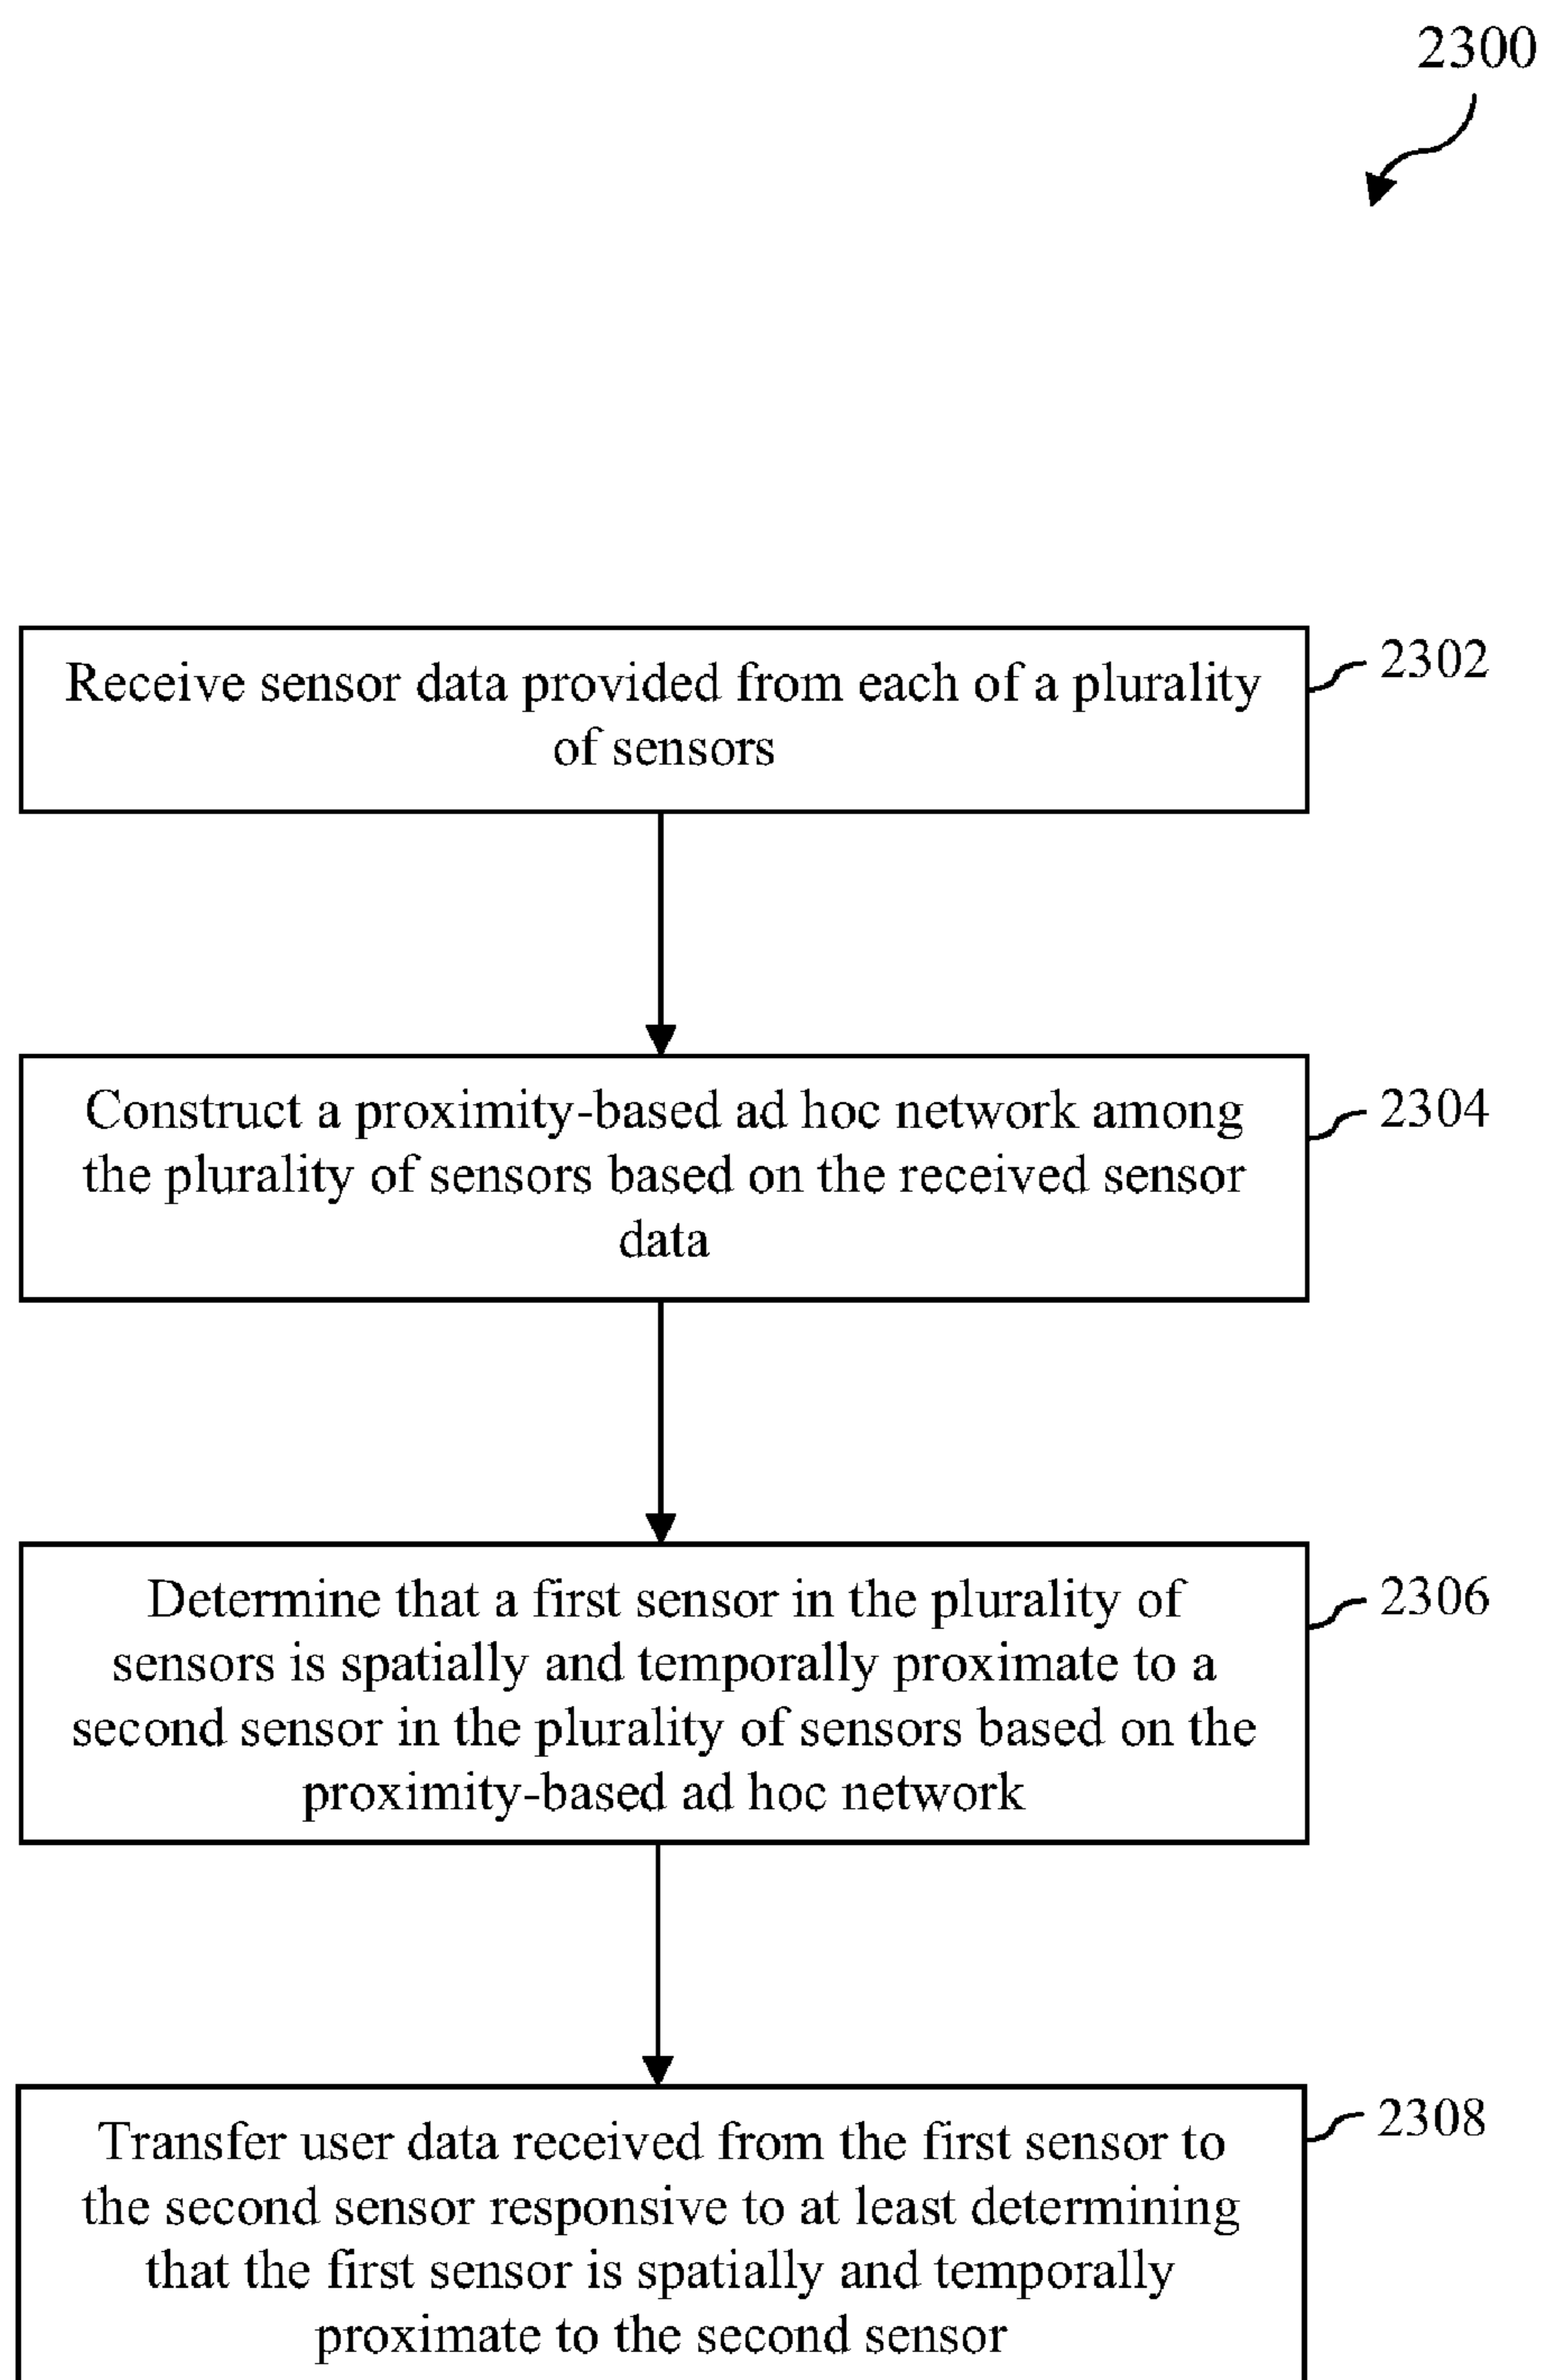 2300
Receive sensor data provided from each of a plurality
of sensors
2302
Construct a proximity-based ad hoc network among
the plurality of sensors based on the received sensor
data
2304
Determine that a first sensor in the plurality of
sensors is spatially and temporally proximate to a
second sensor in the plurality of sensors based on the
proximity-based ad hoc network
2306
Transfer user data received from the first sensor to
the second sensor responsive to at least determining
that the first sensor is spatially and temporally
proximate to the second sensor
2308